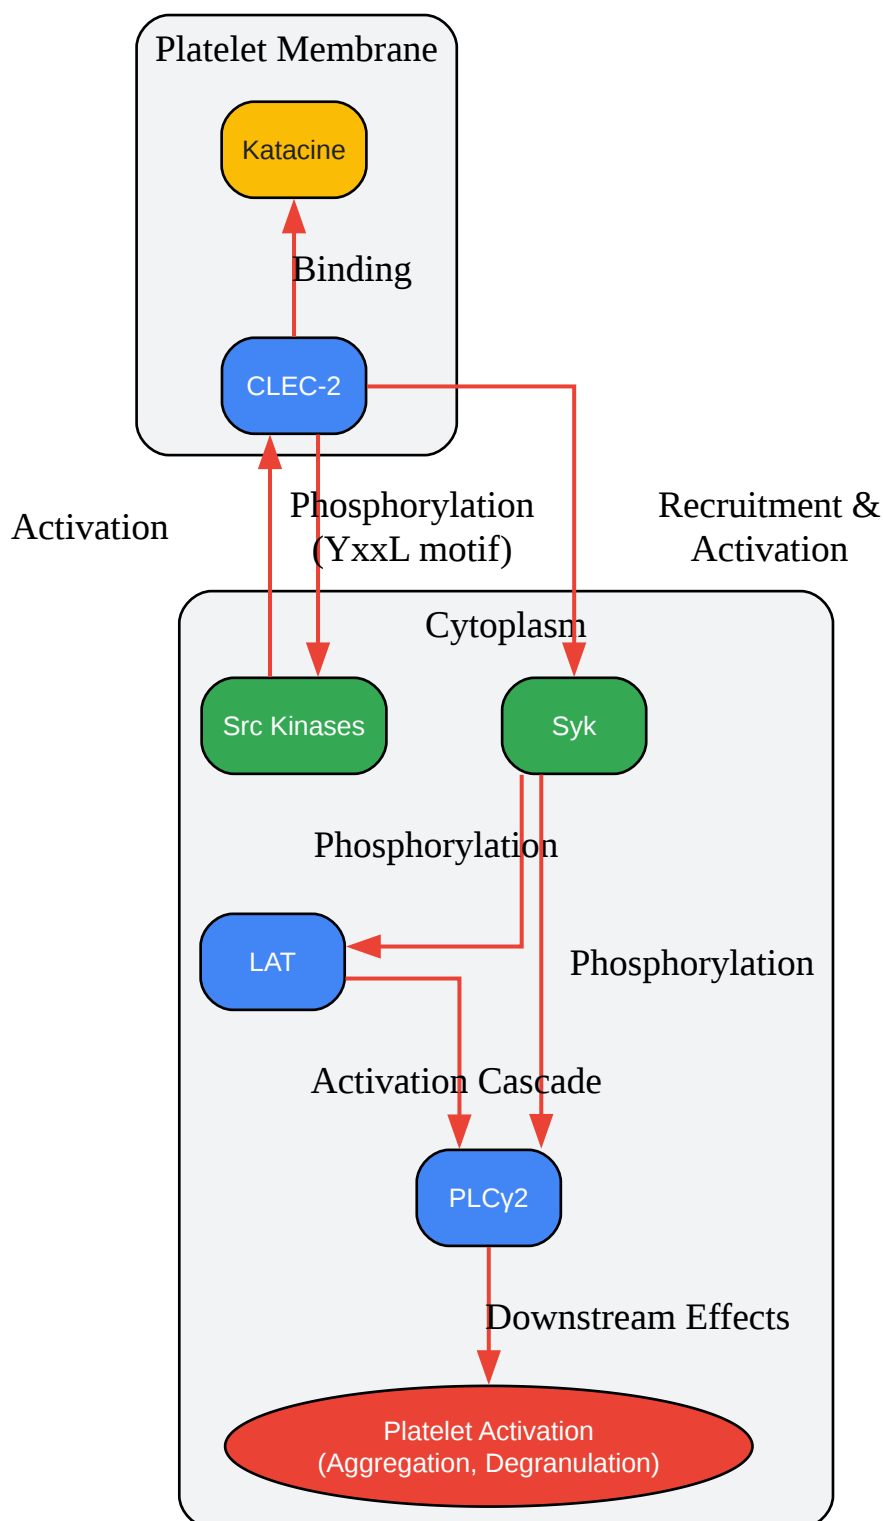 Platelet Membrane
Katacine
Binding
CLEC-2
Activation
Phosphorylation
(YxxL motif)
Recruitment &
Activation
Cytoplasm
Src Kinases
Syk
Phosphorylation
LAT
Phosphorylation
Activation Cascade
PLCγ2
Downstream Effects
Platelet Activation
(Aggregation, Degranulation)